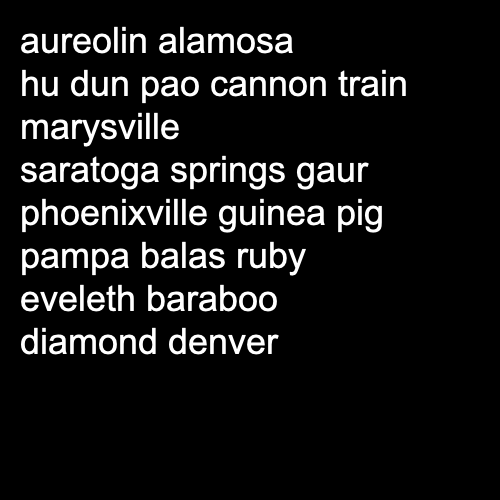 aureolin alamosa
hu dun pao cannon train
marysville
saratoga springs gaur
phoenixville guinea pig
pampa balas ruby
eveleth baraboo
diamond denver